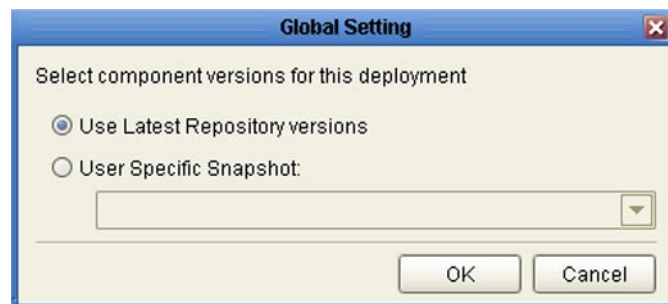 Global Setting
Select component versions for this deployment
Use Latest Repository versions
User Specific Snapshot:
OK Cancel